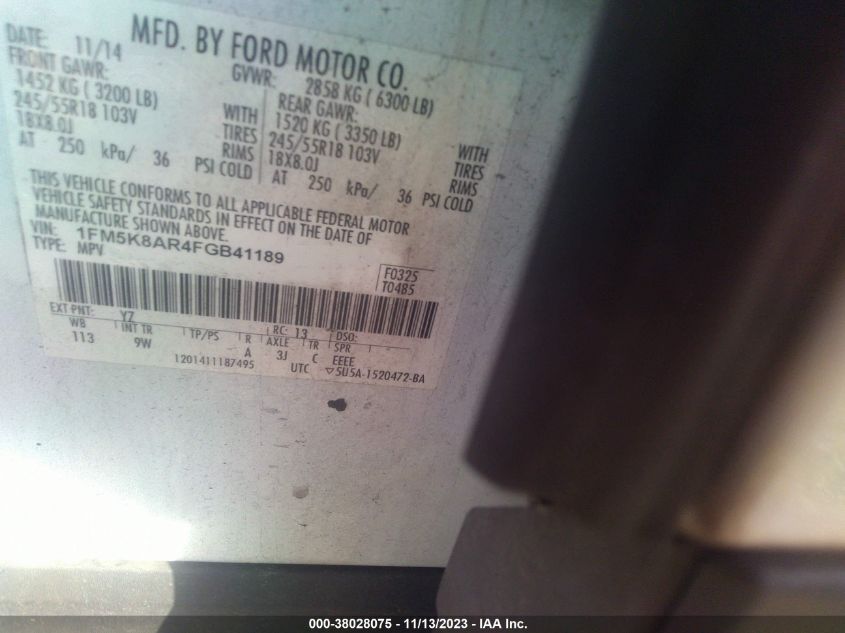 MFD. BY FORD MOTOR CO.
DATE: 11/14 GVWR: 2858 KG ( 6300 LB)
FRONT GAWR: REAR GAWR:
1452 KG ( 3200 LB) WITH 1520 KG ( 3350 LB) WITH
245/55R18 103V TIRES 245/55R18 103V TIRES
18X8.0J RIMS 18X8.0J RIMS
AT 250 kPa/ 36 PSI COLD AT 250 kPa/ 36 PSI COLD
THIS VEHICLE CONFORMS TO ALL APPLICABLE FEDERAL MOTOR
VEHICLE SAFETY STANDARDS IN EFFECT ON THE DATE OF
MANUFACTURE SHOWN ABOVE.
VIN: 1FM5K8AR4FGB41189
TYPE: MPV
F0325
T0485
EXT PNT: YZ RC: 13 DSO:
WB INT TR TP/PS R AXLE TR SPR
113 9W A 3J C EEEE
1201411187495 UTC ▽5U5A-1520472-BA
000-38028075 - 11/13/2023 - IAA Inc.